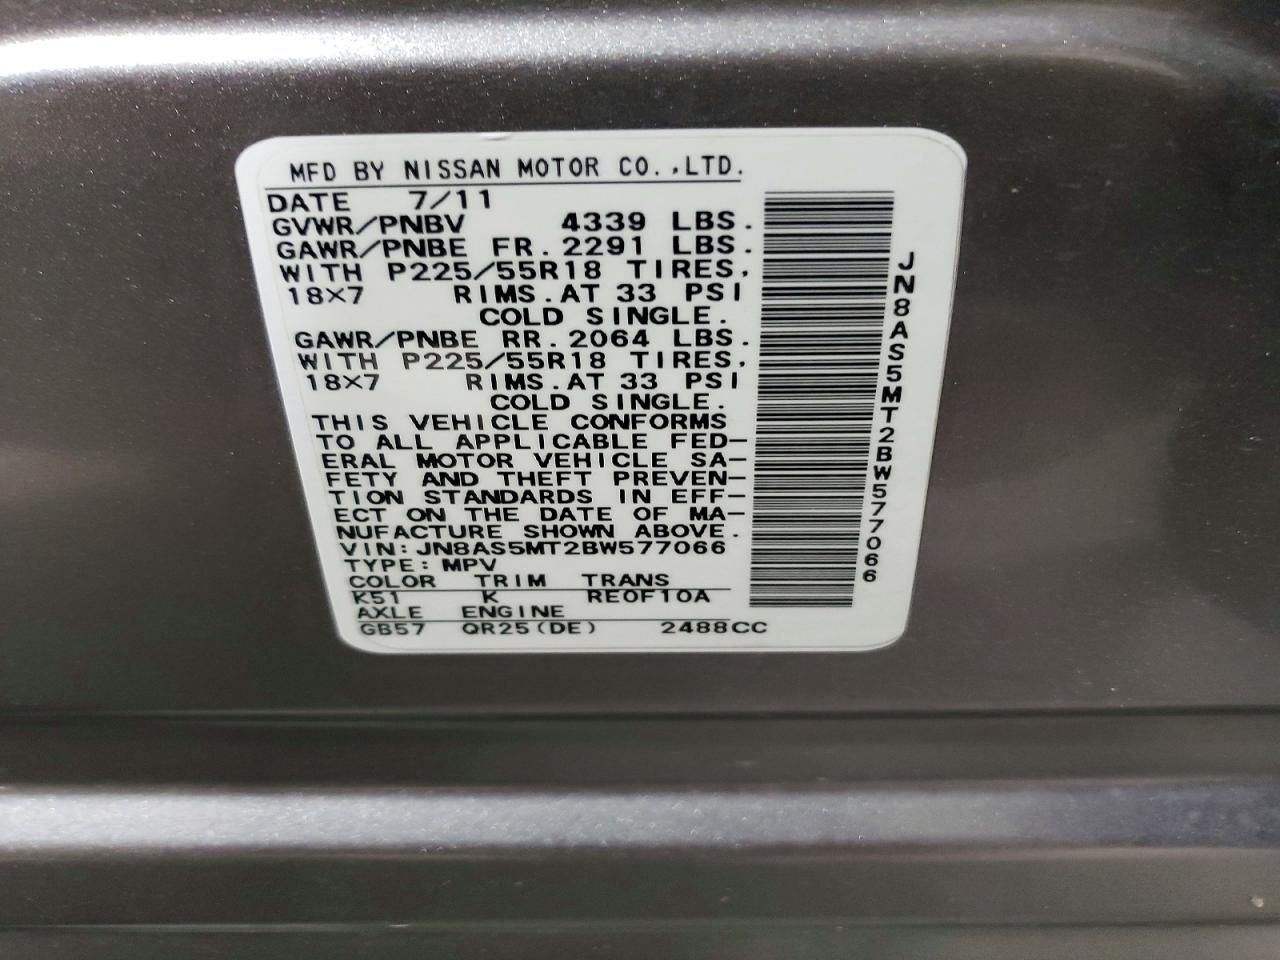 MFD BY NISSAN MOTOR CO.,LTD.
DATE 7/11
GVWR/PNBV 4339 LBS.
GAWR/PNBE FR. 2291 LBS.
WITH P225/55R18 TIRES,
18×7 RIMS. AT 33 PSI
COLD SINGLE.
GAWR/PNBE RR. 2064 LBS.
WITH P225/55R18 TIRES,
18×7 RIMS. AT 33 PSI
COLD SINGLE.
THIS VEHICLE CONFORMS
TO ALL APPLICABLE FED-
ERAL MOTOR VEHICLE SA-
FETY AND THEFT PREVEN-
TION STANDARDS IN EFF-
ECT ON THE DATE OF MA-
NUFACTURE SHOWN ABOVE.
VIN: JN8AS5MT2BW577066
TYPE: MPV
COLOR TRIM TRANS
K51 K RE0F10A
AXLE ENGINE
GB57 QR25(DE) 2488CC
JN8AS5MT2BW577066